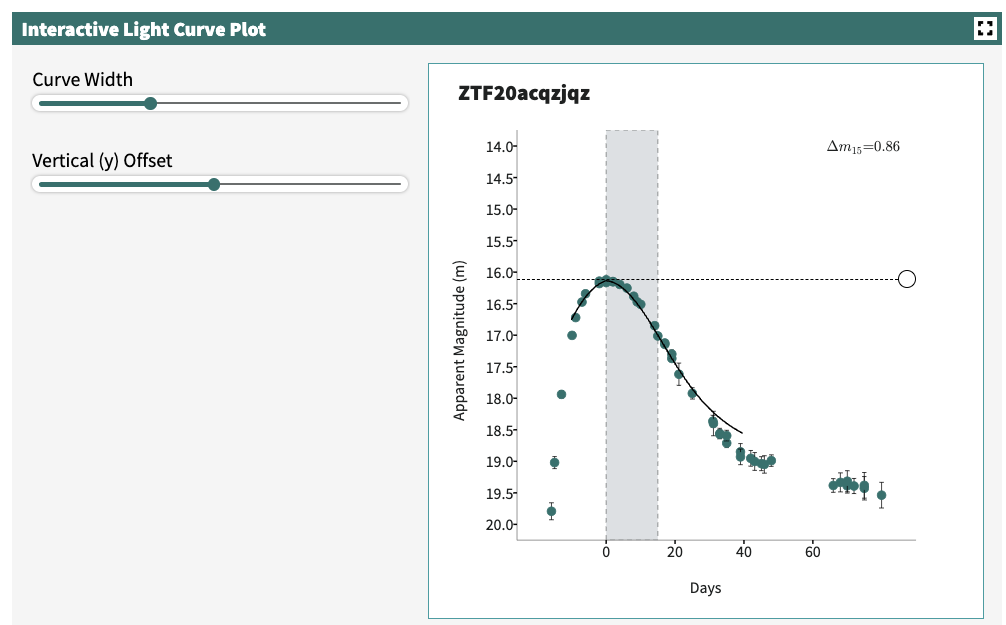 Interactive Light Curve Plot
Curve Width
Vertical (y) Offset
ZTF20acqzjqz
Δm15=0.86
Apparent Magnitude (m)
14.0
14.5
15.0
15.5
16.0
16.5
17.0
17.5
18.0
18.5
19.0
19.5
20.0
0 20 40 60
Days